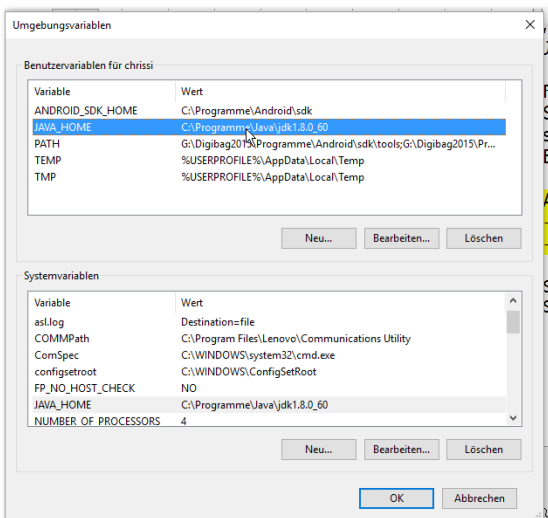 Umgebungsvariablen
Benutzervariablen für chrissi
Variable Wert
ANDROID_SDK_HOME C:\Programme\Android\sdk
JAVA_HOME C:\Programme\Java\jdk1.8.0_60
PATH G:\Digibag2015\Programme\Android\sdk\tools;G:\Digibag2015\Pr...
TEMP %USERPROFILE%\AppData\Local\Temp
TMP %USERPROFILE%\AppData\Local\Temp
Neu... Bearbeiten... Löschen
Systemvariablen
Variable Wert
asl.log Destination=file
COMMPath C:\Program Files\Lenovo\Communications Utility
ComSpec C:\WINDOWS\system32\cmd.exe
configsetroot C:\WINDOWS\ConfigSetRoot
FP_NO_HOST_CHECK NO
JAVA_HOME C:\Programme\Java\jdk1.8.0_60
NUMBER_OF_PROCESSORS 4
Neu... Bearbeiten... Löschen
OK Abbrechen